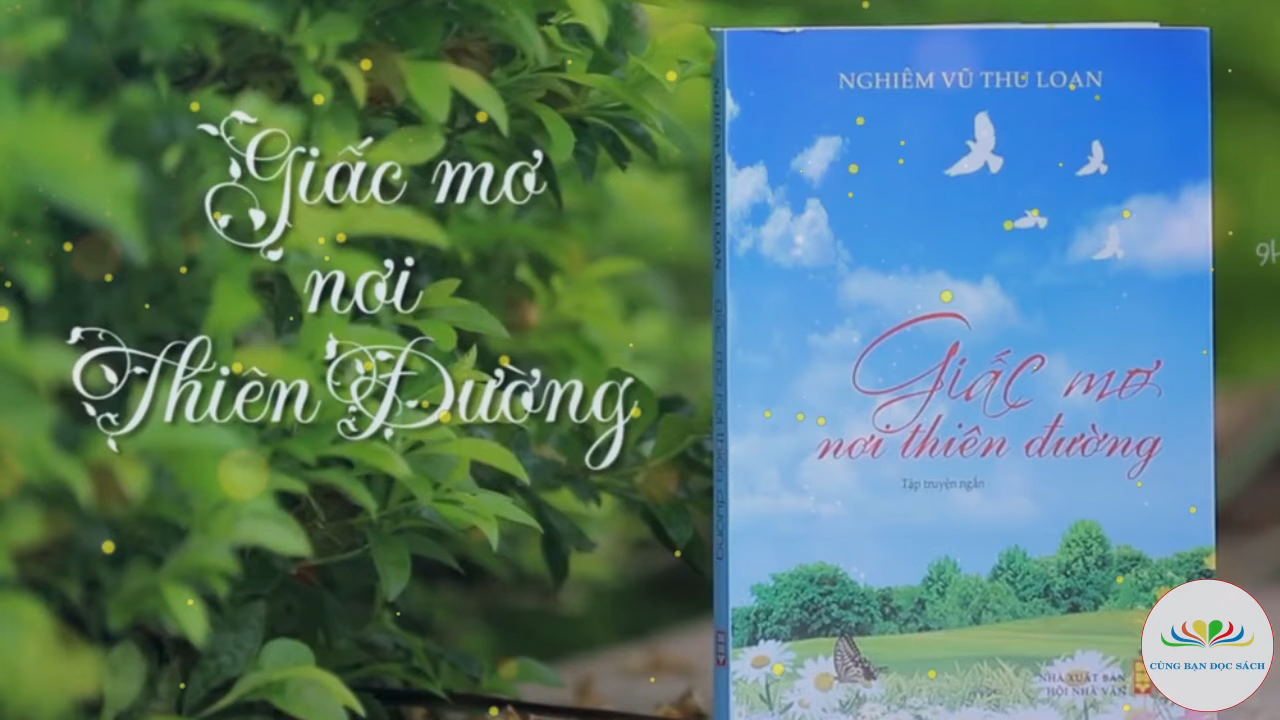 Giấc mơ
nơi
Thiên Đường
NGHIÊM VŨ THU LOAN
Giấc mơ
nơi thiên đường
Tập truyện ngắn
NHÀ XUẤT BẢN
HỘI NHÀ VĂN
CÙNG BẠN ĐỌC SÁCH